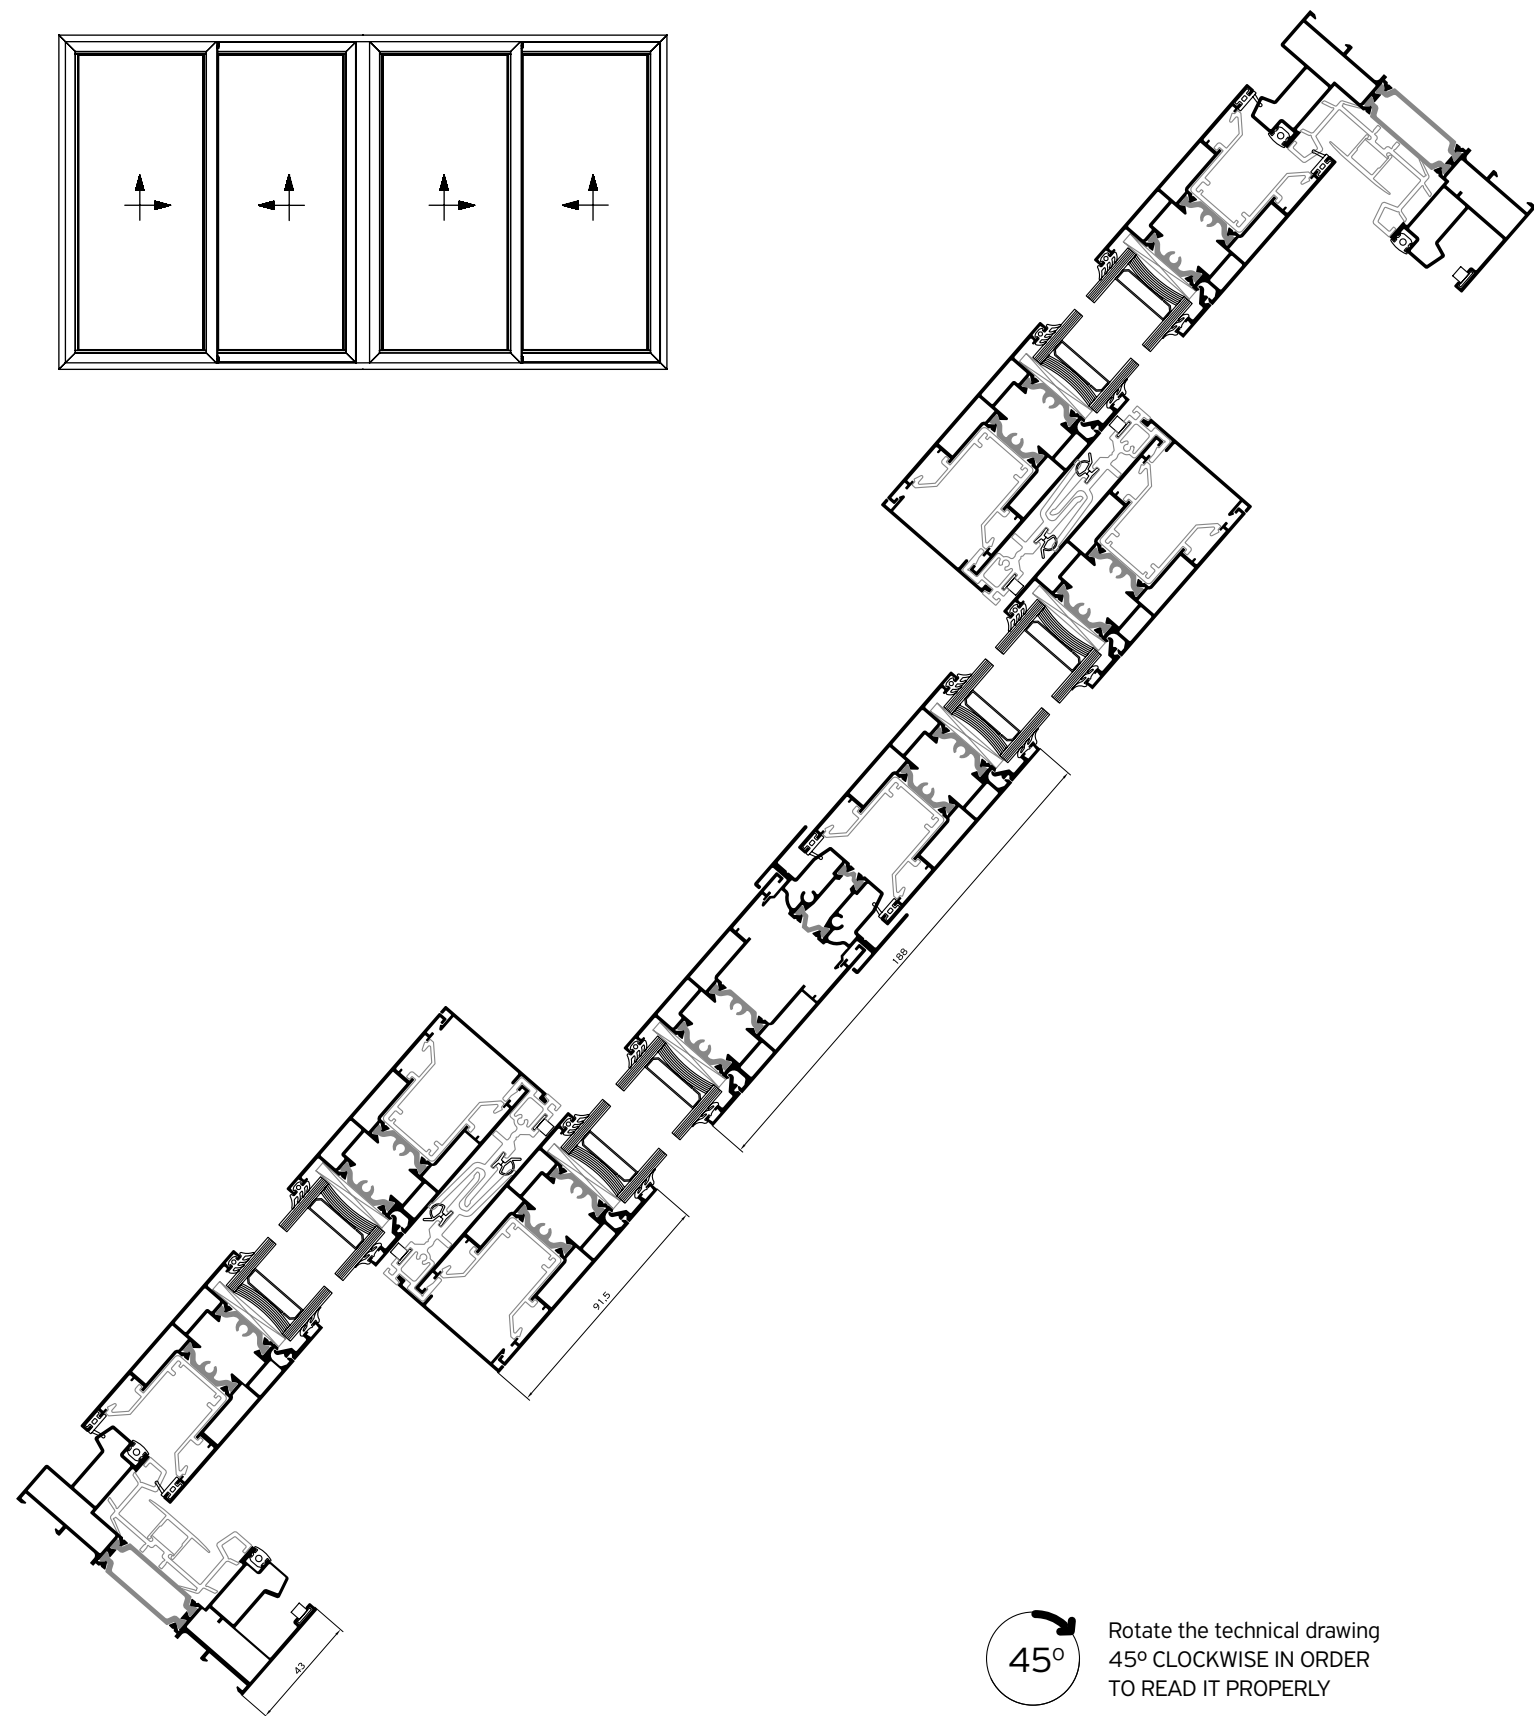 188
91.5
43
45º
Rotate the technical drawing
45º CLOCKWISE IN ORDER
TO READ IT PROPERLY